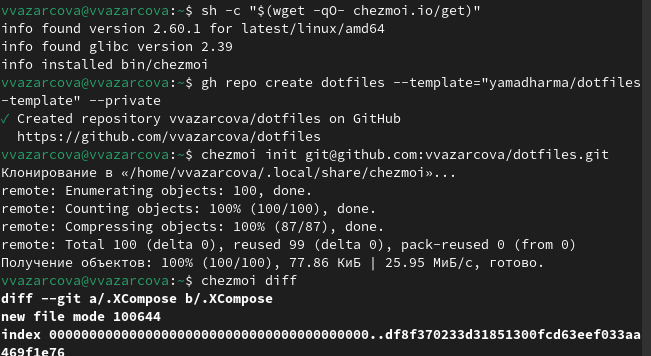 vvazarcova@vvazarcova:~$ sh -c "$(wget -qO- chezmoi.io/get)"
info found version 2.60.1 for latest/linux/amd64
info found glibc version 2.39
info installed bin/chezmoi
vvazarcova@vvazarcova:~$ gh repo create dotfiles --template="yamadharma/dotfiles
-template" --private
✓ Created repository vvazarcova/dotfiles on GitHub
  https://github.com/vvazarcova/dotfiles
vvazarcova@vvazarcova:~$ chezmoi init git@github.com:vvazarcova/dotfiles.git
Клонирование в «/home/vvazarcova/.local/share/chezmoi»...
remote: Enumerating objects: 100, done.
remote: Counting objects: 100% (100/100), done.
remote: Compressing objects: 100% (87/87), done.
remote: Total 100 (delta 0), reused 99 (delta 0), pack-reused 0 (from 0)
Получение объектов: 100% (100/100), 77.86 КиБ | 25.95 МиБ/с, готово.
vvazarcova@vvazarcova:~$ chezmoi diff
diff --git a/.XCompose b/.XCompose
new file mode 100644
index 0000000000000000000000000000000000000000..df8f370233d31851300fcd63eef033aa
469f1e76